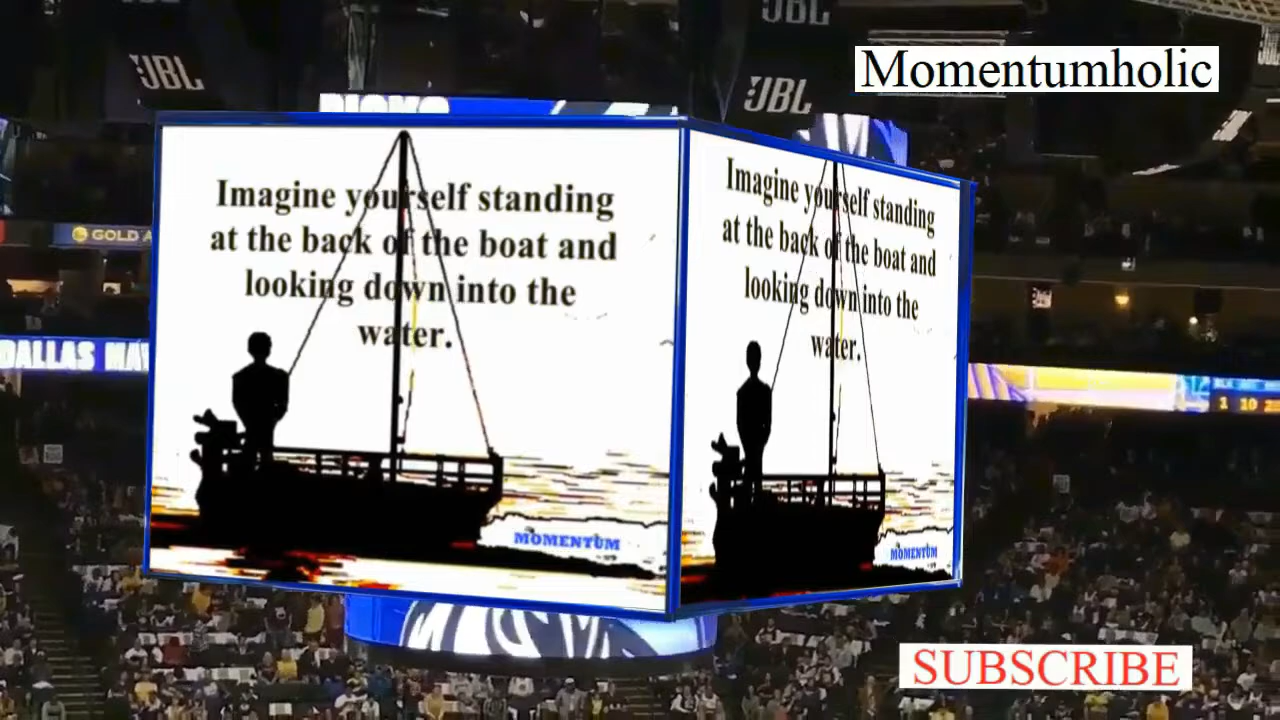 JBL
JBL
JBL
Momentumholic
Imagine yourself standing
at the back of the boat and
looking down into the
water.
MOMENTUM
Imagine yourself standing
at the back of the boat and
looking down into the
water.
MOMENTUM
GOLD
DALLAS
1 10
SUBSCRIBE